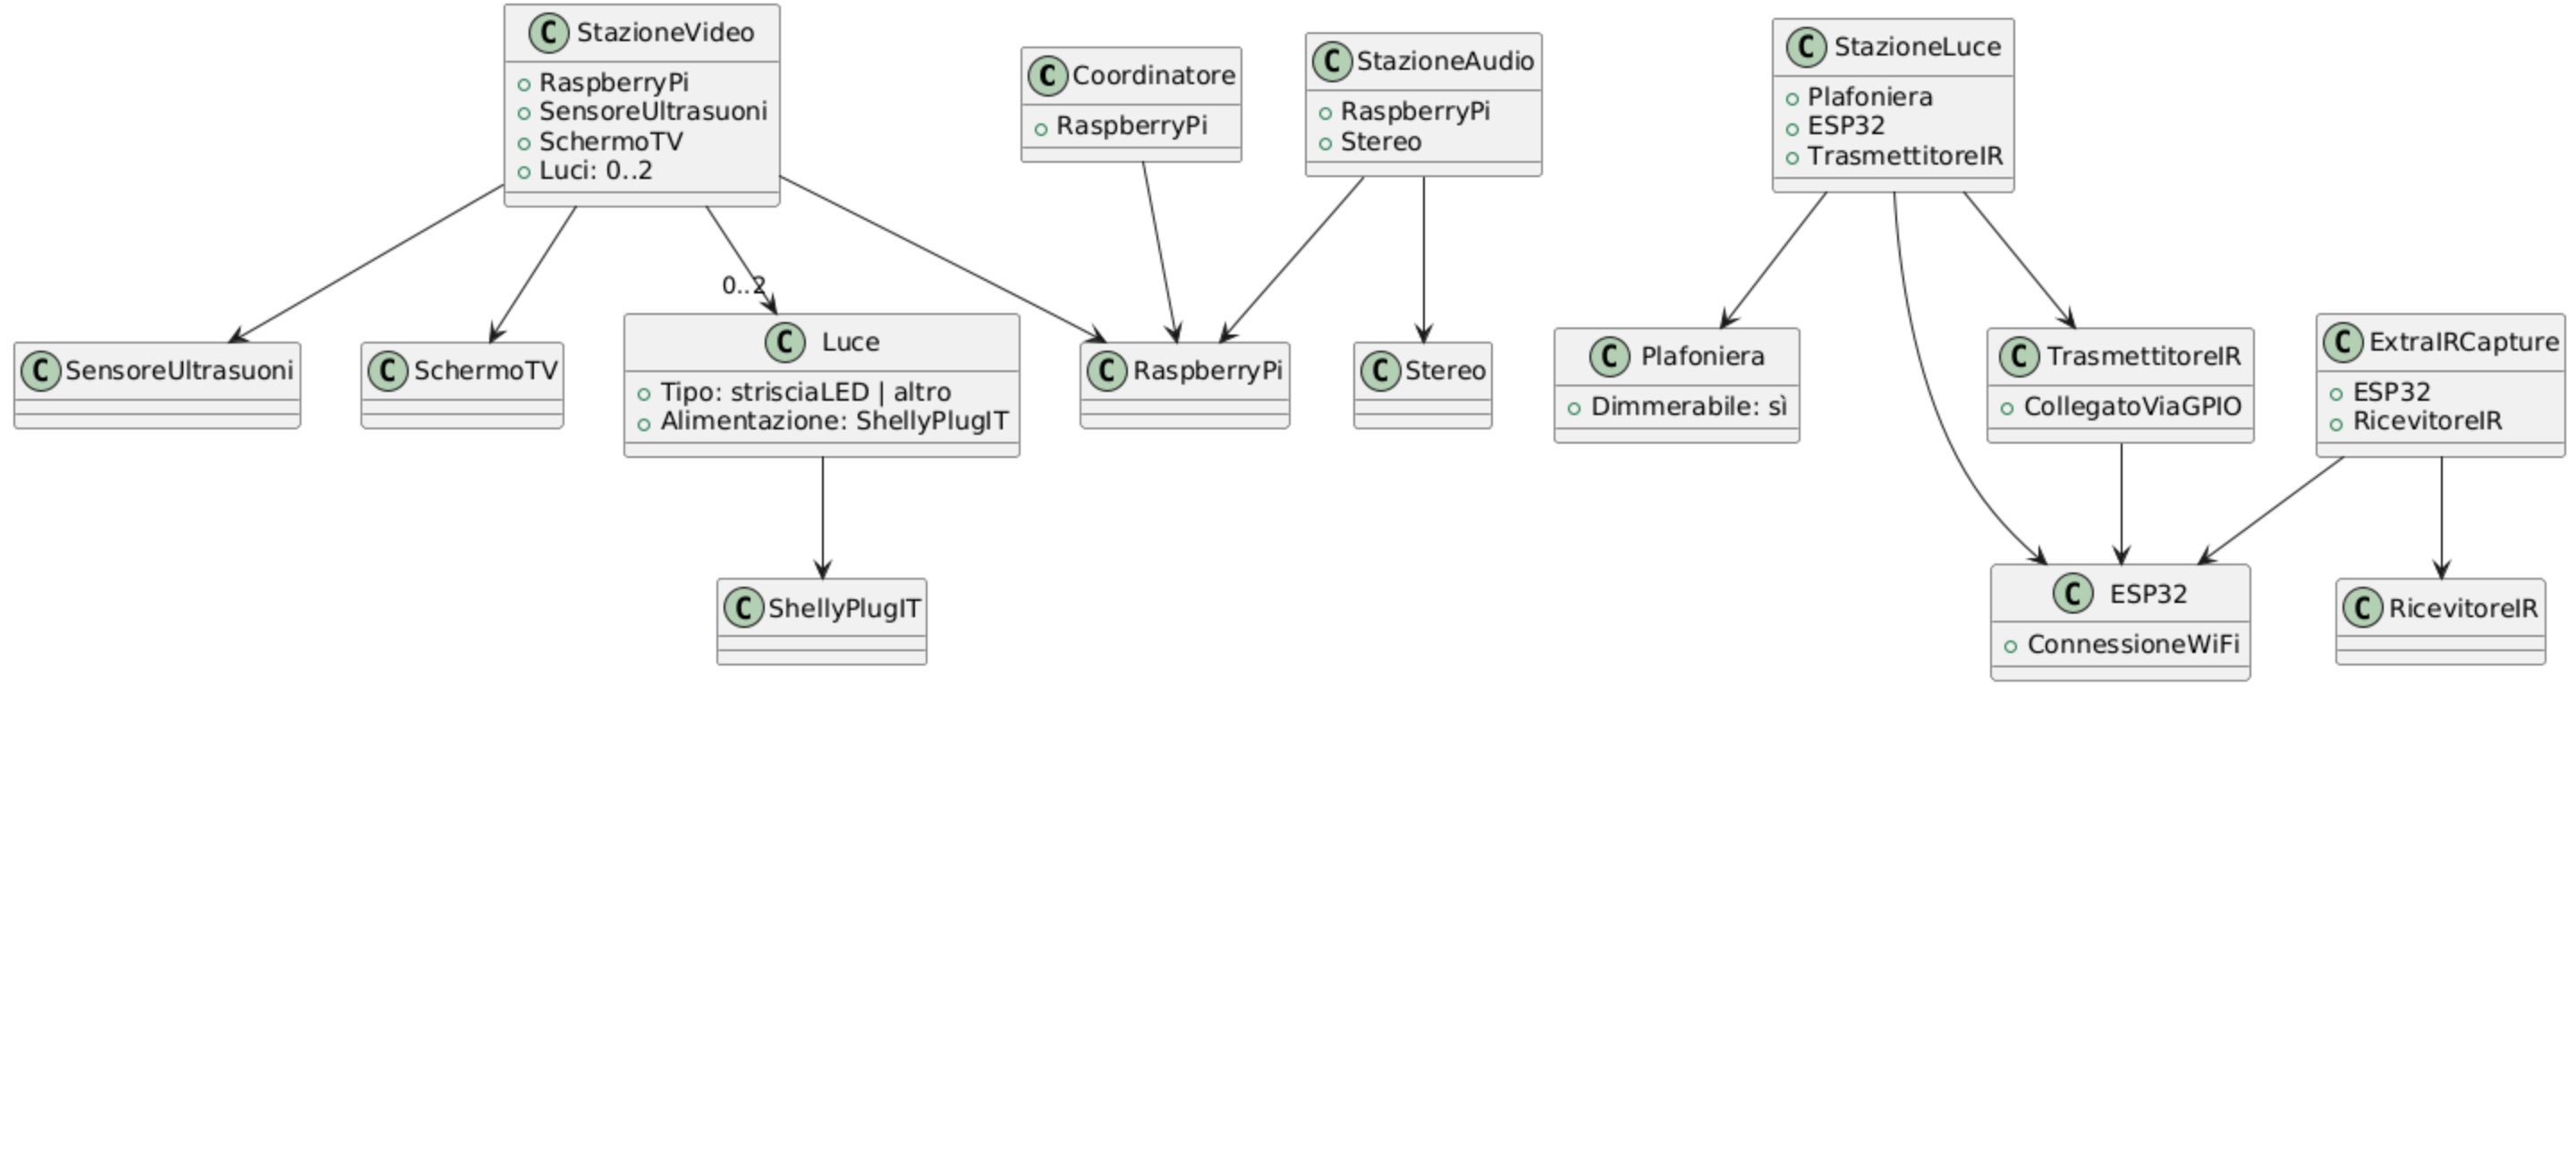 C StazioneVideo
RaspberryPi
SensoreUltrasuoni
SchermoTV
Luci: 0..2
C Coordinatore
RaspberryPi
C StazioneAudio
RaspberryPi
Stereo
C StazioneLuce
Plafoniera
ESP32
TrasmettitoreIR
0..2
C SensoreUltrasuoni
C SchermoTV
C Luce
Tipo: strisciaLED | altro
Alimentazione: ShellyPlugIT
C RaspberryPi
C Stereo
C Plafoniera
Dimmerabile: sì
C TrasmettitoreIR
CollegatoViaGPIO
C ExtraIRCapture
ESP32
RicevitoreIR
C ShellyPlugIT
C ESP32
ConnessioneWiFi
C RicevitoreIR